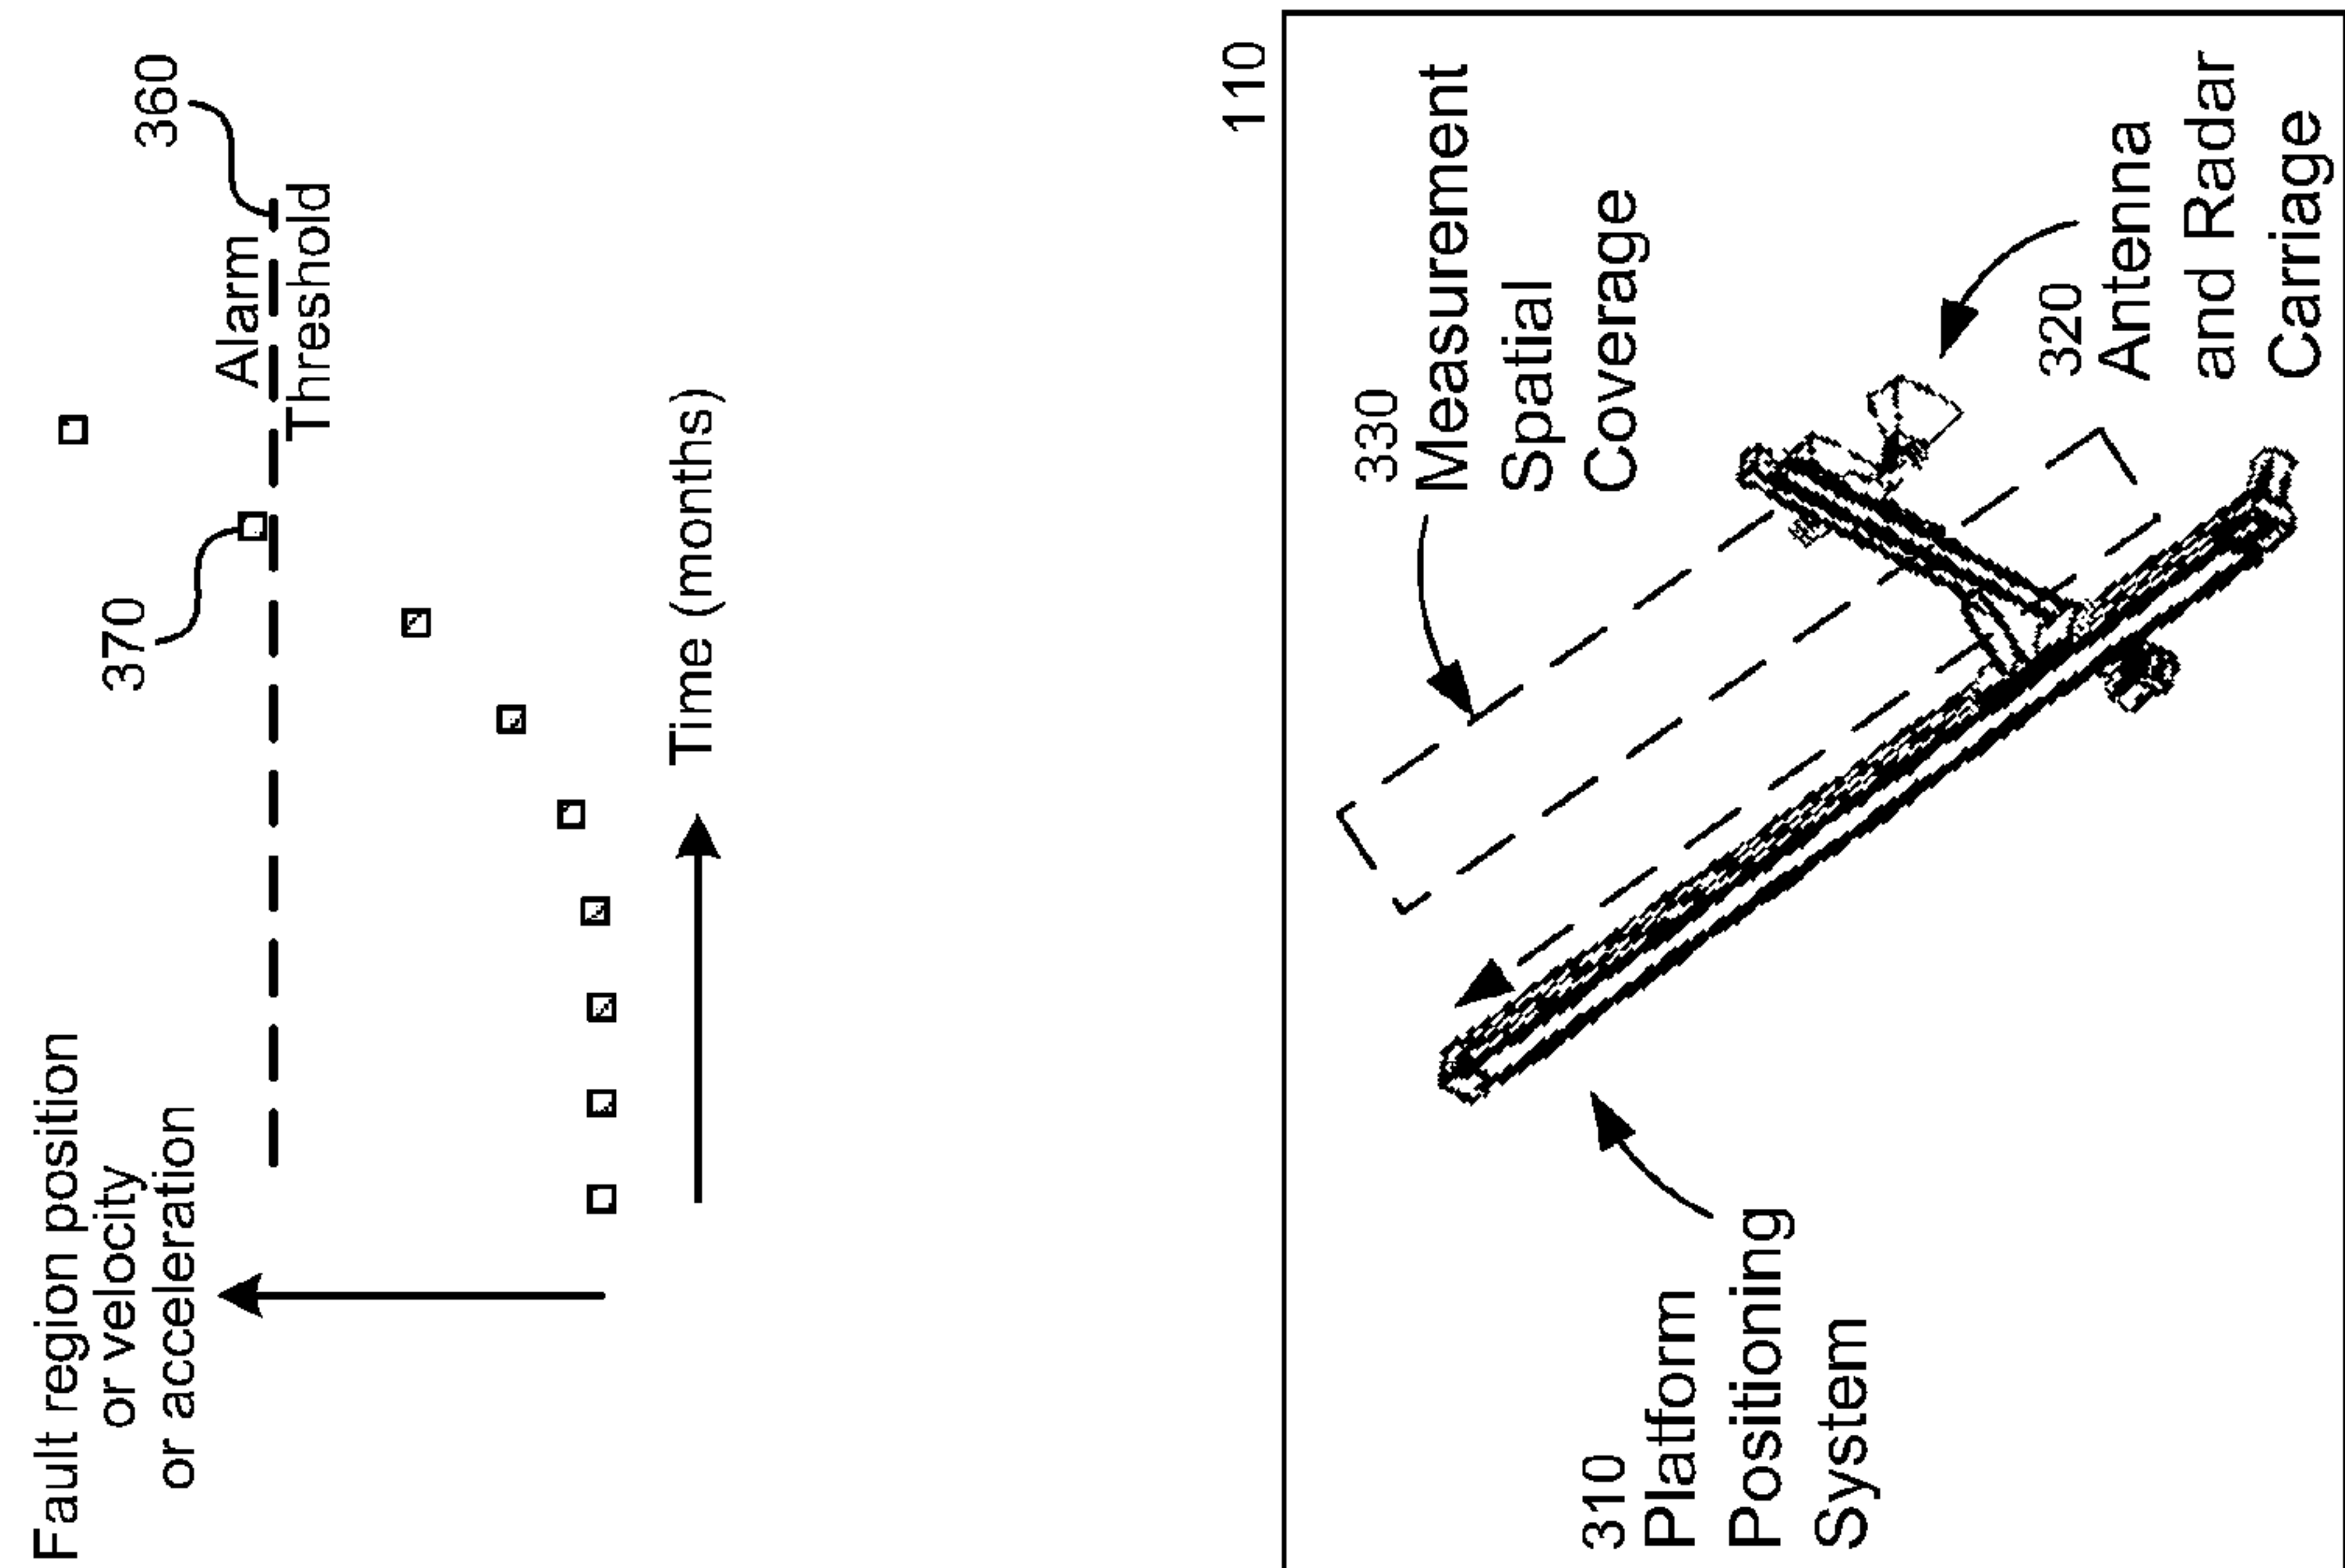 Fault region position
or velocity
or acceleration
370
360
Alarm
Threshold
Time (months)
110
330
Measurement
Spatial
Coverage
310
Platform
Positioning
System
320
Antenna
and Radar
Carriage